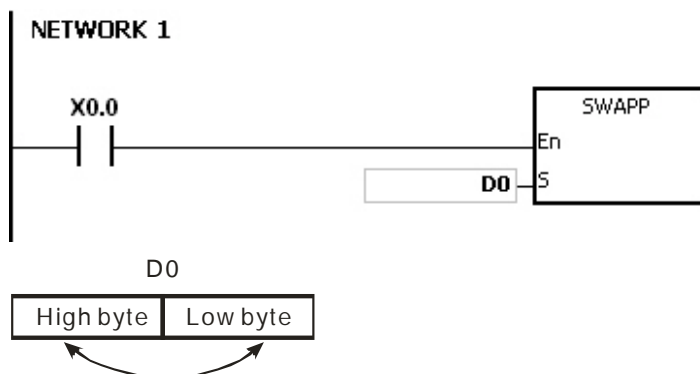 NETWORK 1
X0.0
SWAPP
En
D0 S
D0
High byte Low byte